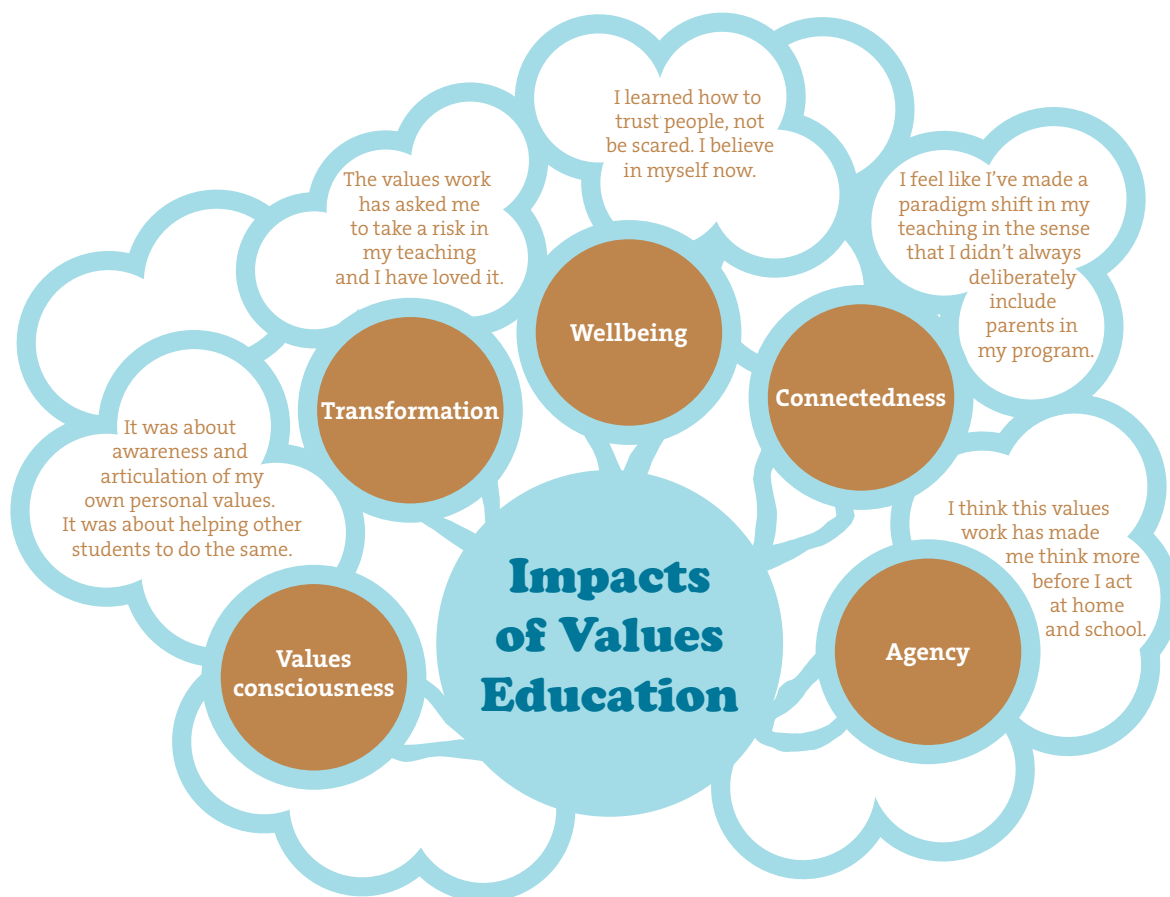 I learned how to
trust people, not
be scared. I believe
in myself now.
The values work
has asked me
to take a risk in
my teaching
and I have loved it.
I feel like I’ve made a
paradigm shift in my
teaching in the sense
that I didn’t always
deliberately
include
parents in
my program.
Wellbeing
Transformation
Connectedness
It was about
awareness and
articulation of my
own personal values.
It was about helping other
students to do the same.
I think this values
work has made
me think more
before I act
at home
and school.
Impacts
of Values
Education
Values
consciousness
Agency